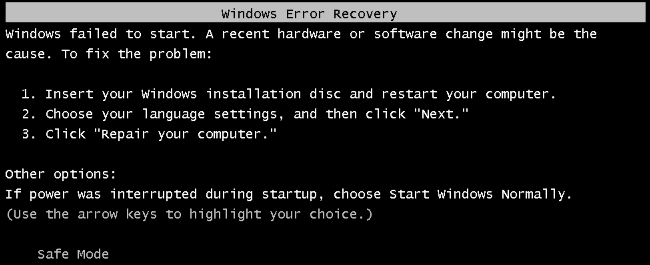 Windows Error Recovery
Windows failed to start. A recent hardware or software change might be the
cause. To fix the problem:
1. Insert your Windows installation disc and restart your computer.
2. Choose your language settings, and then click "Next."
3. Click "Repair your computer."
Other options:
If power was interrupted during startup, choose Start Windows Normally.
(Use the arrow keys to highlight your choice.)
Safe Mode